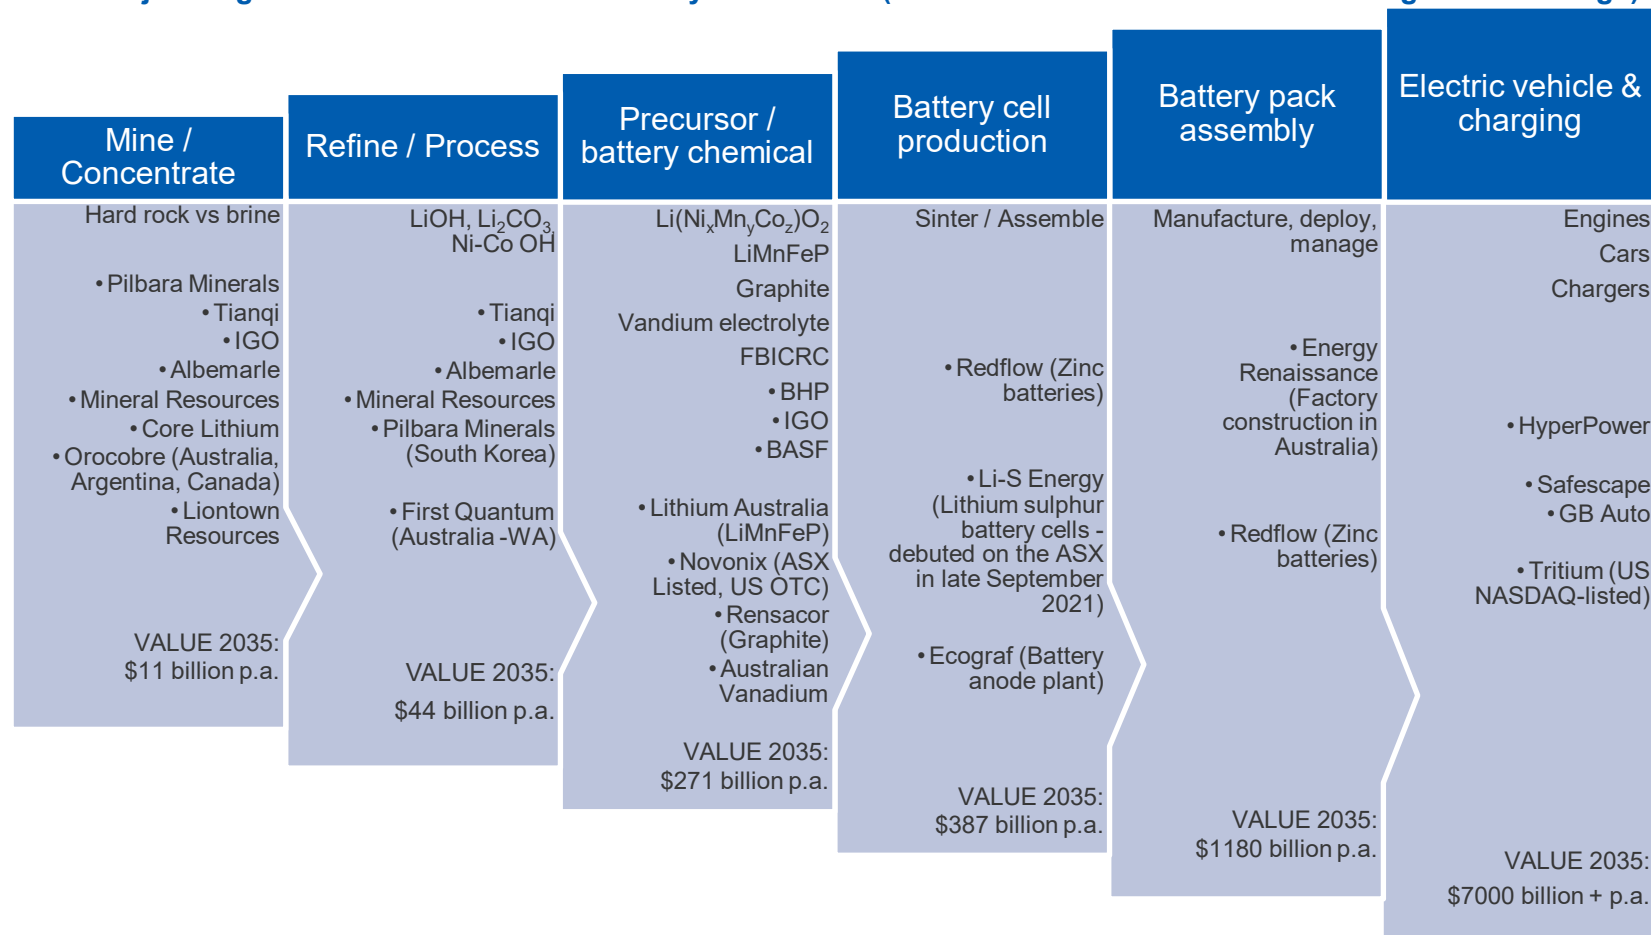 Mine /
Concentrate
Hard rock vs brine
• Pilbara Minerals
• Tianqi
• IGO
• Albemarle
• Mineral Resources
• Core Lithium
• Orocobre (Australia,
Argentina, Canada)
• Liontown
Resources
VALUE 2035:
$11 billion p.a.
Refine / Process
LiOH, Li₂CO₃,
Ni-Co OH
• Tianqi
• IGO
• Albemarle
• Mineral Resources
• Pilbara Minerals
(South Korea)
• First Quantum
(Australia -WA)
VALUE 2035:
$44 billion p.a.
Precursor /
battery chemical
Li(NiₓMnᵧCo_z)O₂
LiMnFeP
Graphite
Vandium electrolyte
FBICRC
• BHP
• IGO
• BASF
• Lithium Australia
(LiMnFeP)
• Novonix (ASX
Listed, US OTC)
• Rensacor
(Graphite)
• Australian
Vanadium
VALUE 2035:
$271 billion p.a.
Battery cell
production
Sinter / Assemble
• Redflow (Zinc
batteries)
• Li-S Energy
(Lithium sulphur
battery cells -
debuted on the ASX
in late September
2021)
• Ecograf (Battery
anode plant)
VALUE 2035:
$387 billion p.a.
Battery pack
assembly
Manufacture, deploy,
manage
• Energy
Renaissance
(Factory
construction in
Australia)
• Redflow (Zinc
batteries)
VALUE 2035:
$1180 billion p.a.
Electric vehicle &
charging
Engines
Cars
Chargers
• HyperPower
• Safescape
• GB Auto
• Tritium (US
NASDAQ-listed)
VALUE 2035:
$7000 billion + p.a.